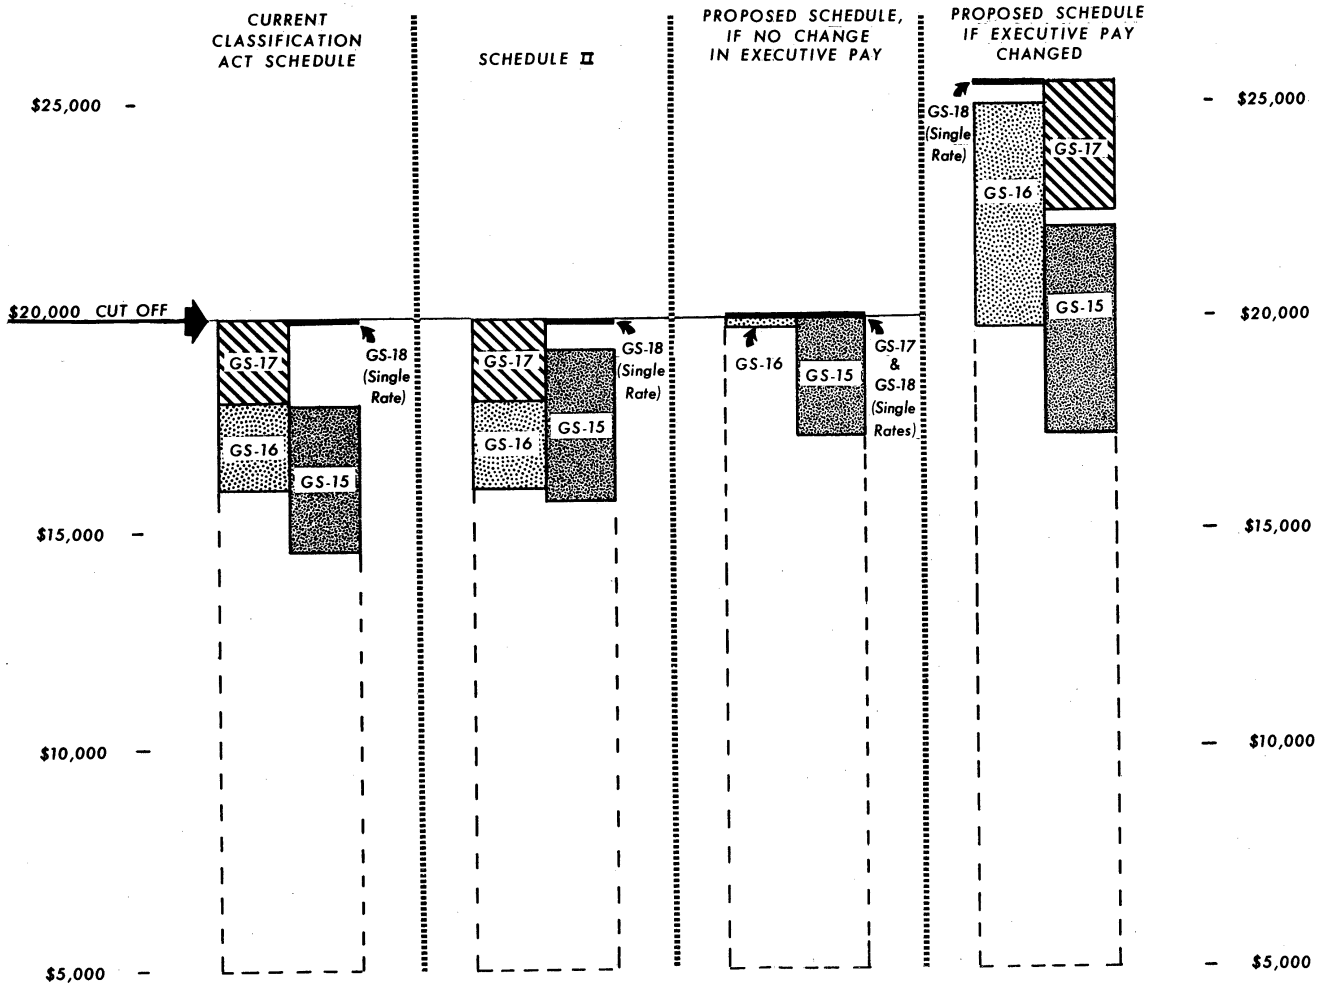 CURRENT
CLASSIFICATION
ACT SCHEDULE
SCHEDULE II
PROPOSED SCHEDULE,
IF NO CHANGE
IN EXECUTIVE PAY
PROPOSED SCHEDULE
IF EXECUTIVE PAY
CHANGED
$25,000
$20,000 CUT OFF
$15,000
$10,000
$5,000
GS-17
GS-16
GS-15
GS-18
(Single
Rate)
GS-17
GS-16
GS-15
GS-18
(Single
Rate)
GS-16
GS-15
GS-17
&
GS-18
(Single
Rates)
GS-18
(Single
Rate)
GS-16
GS-17
GS-15
$25,000
$20,000
$15,000
$10,000
$5,000